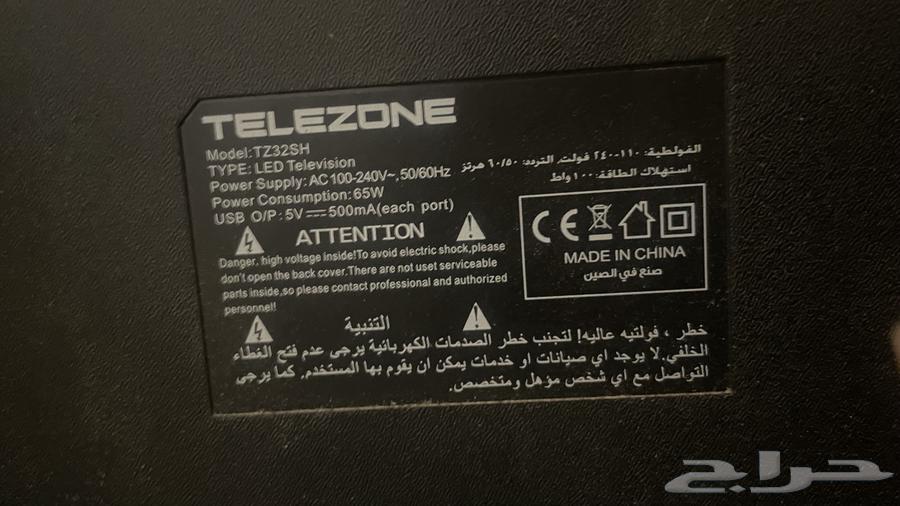 TELEZONE
Model:TZ32SH
TYPE: LED Television
Power Supply: AC 100-240V~,50/60Hz
Power Consumption: 65W
USB O/P: 5V⎓500mA(each port)
الفولطية: ١١٠-٢٤٠ فولت, التردد: ٦٠/٥٠ هرتز
استهلاك الطاقة: ١٠٠ واط
CE
MADE IN CHINA
صنع في الصين
ATTENTION
Danger, high voltage inside!To avoid electric shock,please
don't open the back cover.There are not uset serviceable
parts inside,so please contact professional and authorized
personnel!
التنبية
خطر ، فولتيه عاليه! لتجنب خطر الصدمات الكهربائية يرجى عدم فتح الغطاء
الخلفي.لا يوجد اي صيانات او خدمات يمكن ان يقوم بها المستخدم. كما يرجى
التواصل مع اي شخص مؤهل ومتخصص.
حراج